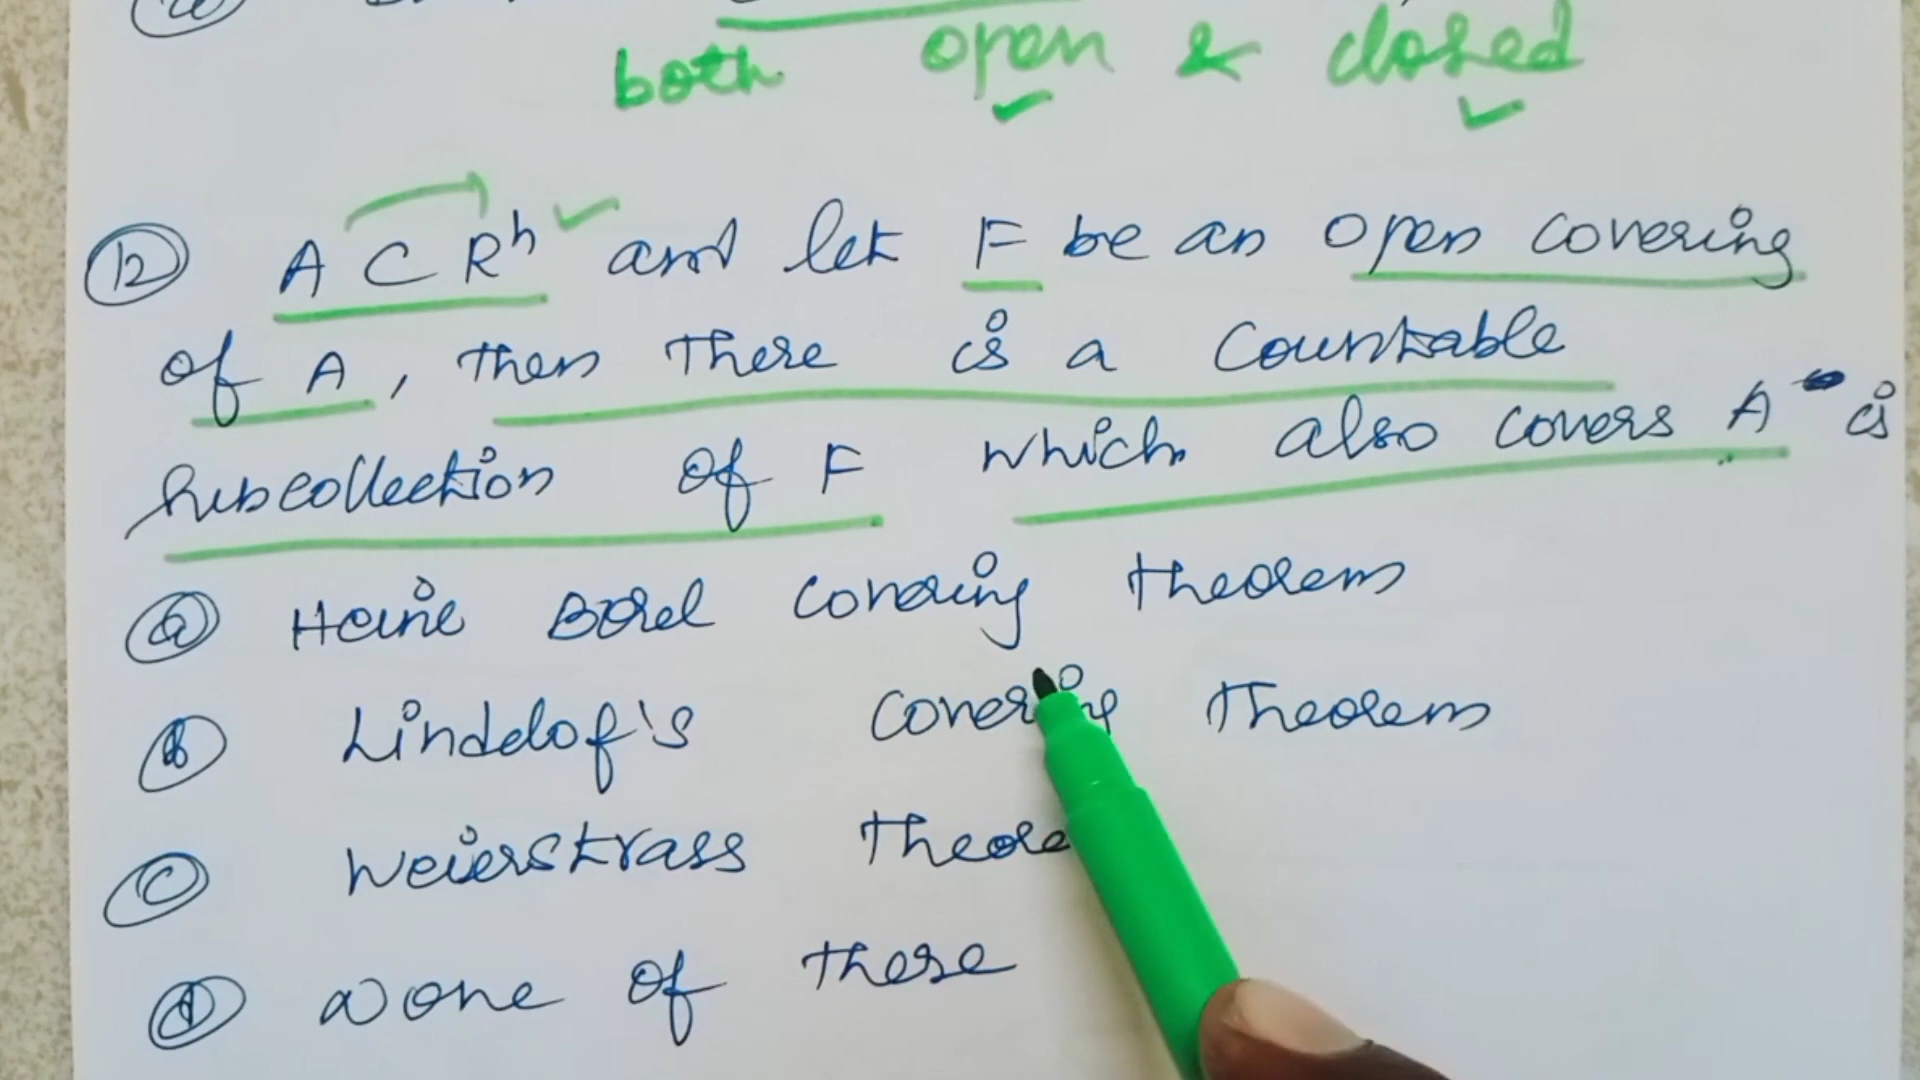 both open & closed
12 A ⊂ Rⁿ and let F be an open covering
of A, then there is a countable
subcollection of F which also covers A is
a Heine Borel covering theorem
b Lindelof's covering theorem
c Weierstrass Theore
d None of these